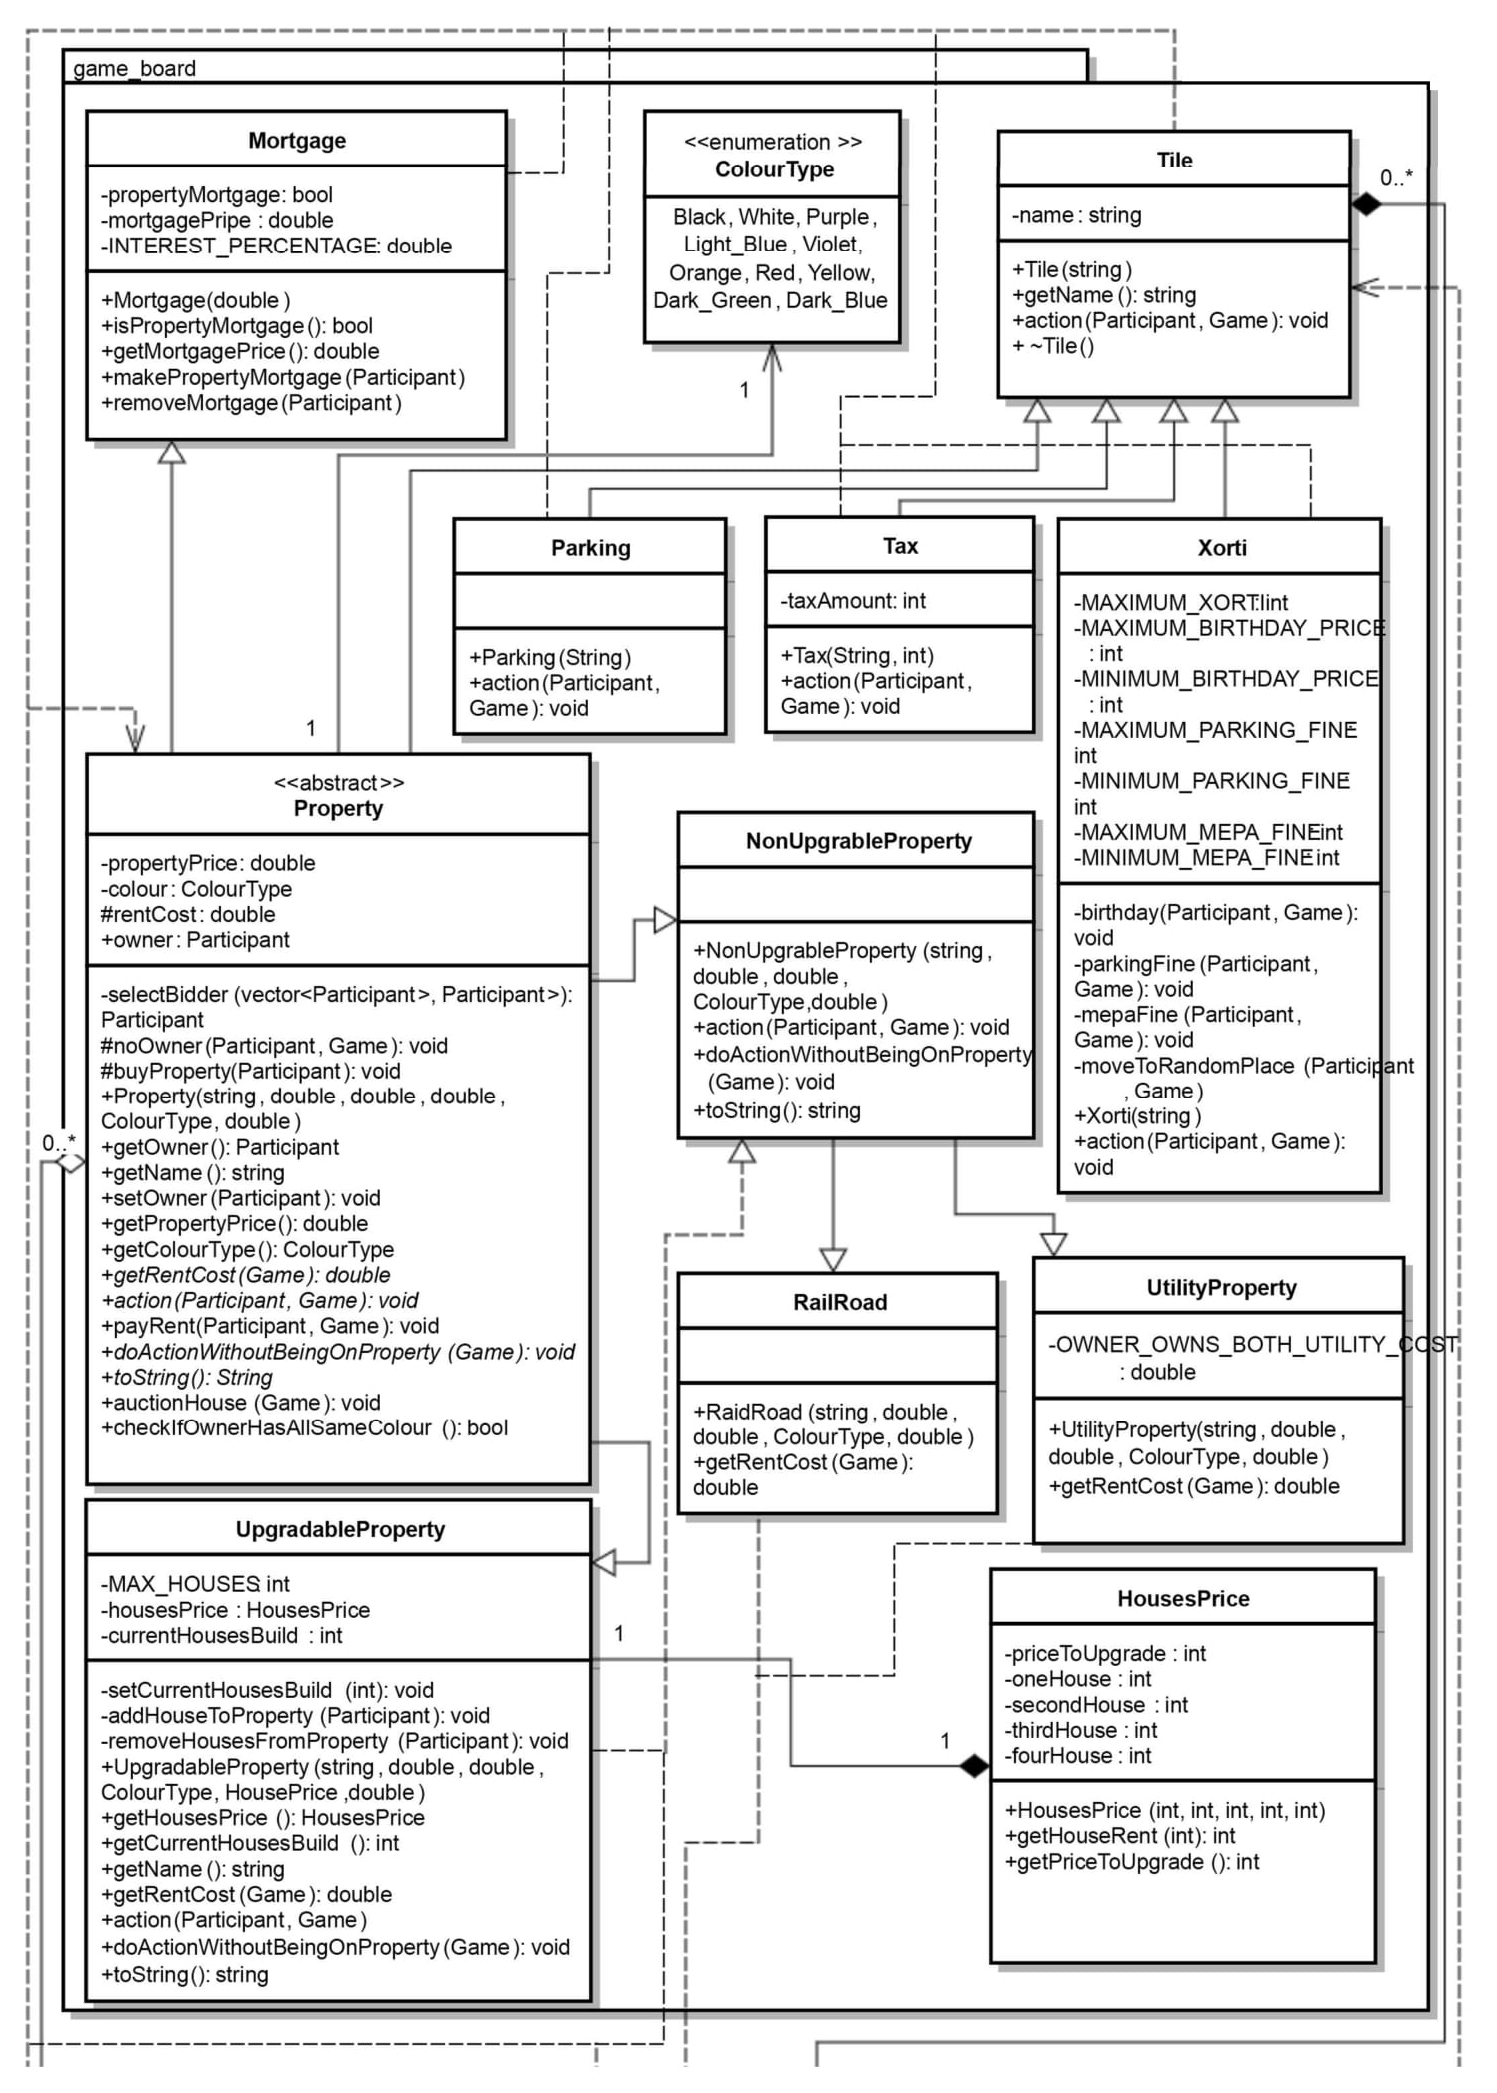 game_board
Mortgage
-propertyMortgage: bool
-mortgagePripe : double
-INTEREST_PERCENTAGE: double
+Mortgage(double)
+isPropertyMortgage(): bool
+getMortgagePrice(): double
+makePropertyMortgage(Participant)
+removeMortgage(Participant)
<<enumeration >>
ColourType
Black, White, Purple,
Light_Blue, Violet,
Orange, Red, Yellow,
Dark_Green, Dark_Blue
1
Tile
0..*
-name: string
+Tile(string)
+getName(): string
+action(Participant, Game): void
+ ~Tile()
Parking
+Parking(String)
+action(Participant,
Game): void
Tax
-taxAmount: int
+Tax(String, int)
+action(Participant,
Game): void
Xorti
-MAXIMUM_XORTI:int
-MAXIMUM_BIRTHDAY_PRICE
: int
-MINIMUM_BIRTHDAY_PRICE
: int
-MAXIMUM_PARKING_FINE
int
-MINIMUM_PARKING_FINE
int
-MAXIMUM_MEPA_FINE:int
-MINIMUM_MEPA_FINE:int
-birthday(Participant, Game):
void
-parkingFine(Participant,
Game): void
-mepaFine(Participant,
Game): void
-moveToRandomPlace (Participant
, Game)
+Xorti(string)
+action(Participant, Game):
void
1
<<abstract>>
Property
-propertyPrice: double
-colour: ColourType
#rentCost: double
+owner: Participant
-selectBidder(vector<Participant>, Participant>):
Participant
#noOwner(Participant, Game): void
#buyProperty(Participant): void
+Property(string, double, double, double,
ColourType, double)
+getOwner(): Participant
+getName(): string
+setOwner(Participant): void
+getPropertyPrice(): double
+getColourType(): ColourType
+getRentCost(Game): double
+action(Participant, Game): void
+payRent(Participant, Game): void
+doActionWithoutBeingOnProperty (Game): void
+toString(): String
+auctionHouse(Game): void
+checkIfOwnerHasAllSameColour (): bool
0..*
NonUpgrableProperty
+NonUpgrableProperty (string,
double, double,
ColourType,double)
+action(Participant, Game): void
+doActionWithoutBeingOnProperty
(Game): void
+toString(): string
RailRoad
+RaidRoad(string, double,
double, ColourType, double)
+getRentCost(Game):
double
UtilityProperty
-OWNER_OWNS_BOTH_UTILITY_COST
: double
+UtilityProperty(string, double,
double, ColourType, double)
+getRentCost(Game): double
UpgradableProperty
-MAX_HOUSES: int
-housesPrice : HousesPrice
-currentHousesBuild : int
-setCurrentHousesBuild (int): void
-addHouseToProperty (Participant): void
-removeHousesFromProperty (Participant): void
+UpgradableProperty (string, double, double,
ColourType, HousePrice,double)
+getHousesPrice (): HousesPrice
+getCurrentHousesBuild (): int
+getName(): string
+getRentCost(Game): double
+action(Participant, Game)
+doActionWithoutBeingOnProperty(Game): void
+toString(): string
1
1
HousesPrice
-priceToUpgrade : int
-oneHouse : int
-secondHouse : int
-thirdHouse : int
-fourHouse : int
+HousesPrice (int, int, int, int, int)
+getHouseRent(int): int
+getPriceToUpgrade (): int